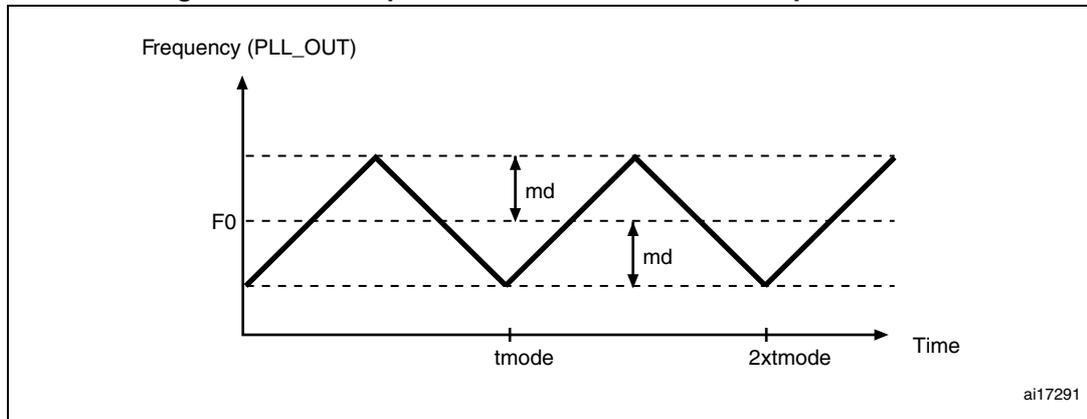 Frequency (PLL_OUT)
md
F0
md
tmode
2xtmode
Time
ai17291